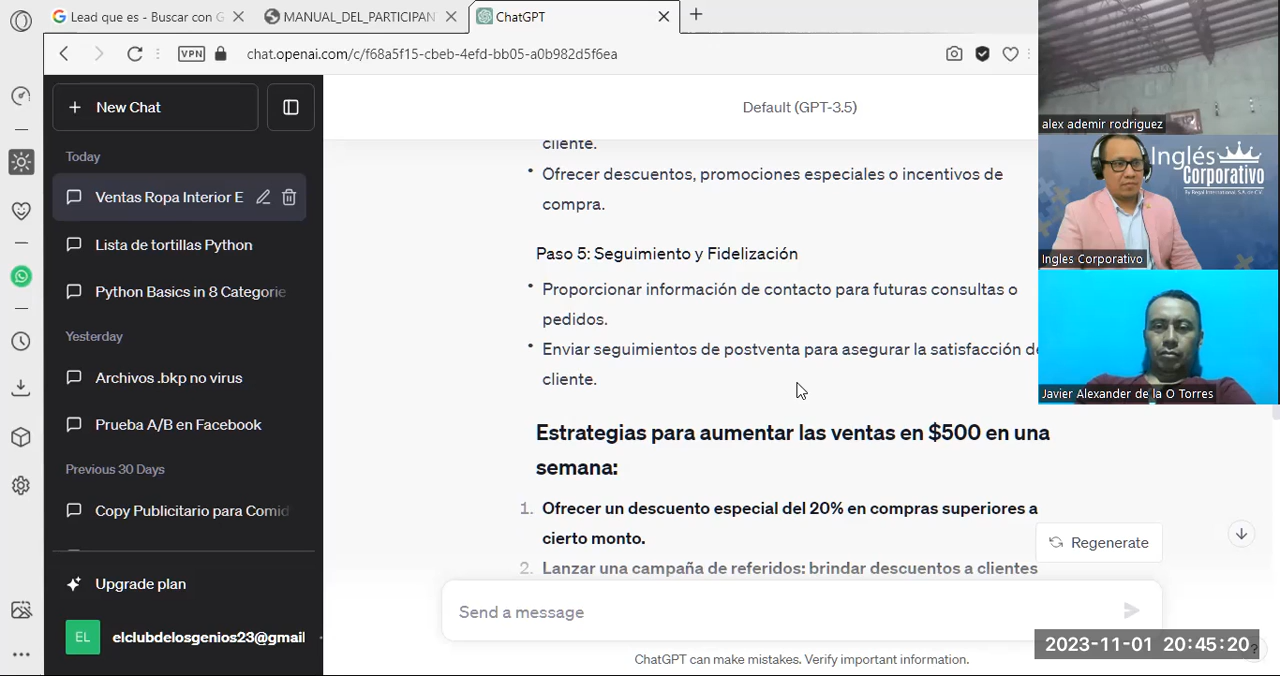 Lead que es - Buscar con G
MANUAL_DEL_PARTICIPAN
ChatGPT
VPN
chat.openai.com/c/f68a5f15-cbeb-4efd-bb05-a0b982d5f6ea
New Chat
Default (GPT-3.5)
Today
Ventas Ropa Interior E
Lista de tortillas Python
Python Basics in 8 Categorie
Yesterday
Archivos .bkp no virus
Prueba A/B en Facebook
Previous 30 Days
Copy Publicitario para Comid
Upgrade plan
EL
elclubdelosgenios23@gmail
cliente.
• Ofrecer descuentos, promociones especiales o incentivos de
compra.
Paso 5: Seguimiento y Fidelización
• Proporcionar información de contacto para futuras consultas o
pedidos.
• Enviar seguimientos de postventa para asegurar la satisfacción de
cliente.
Estrategias para aumentar las ventas en $500 en una
semana:
1. Ofrecer un descuento especial del 20% en compras superiores a
cierto monto.
2. Lanzar una campaña de referidos: brindar descuentos a clientes
Regenerate
Send a message
ChatGPT can make mistakes. Verify important information.
alex ademir rodriguez
Inglés
Corporativo
By Regal International, S.A. de C.V.
Ingles Corporativo
Javier Alexander de la O Torres
2023-11-01 20:45:20
?